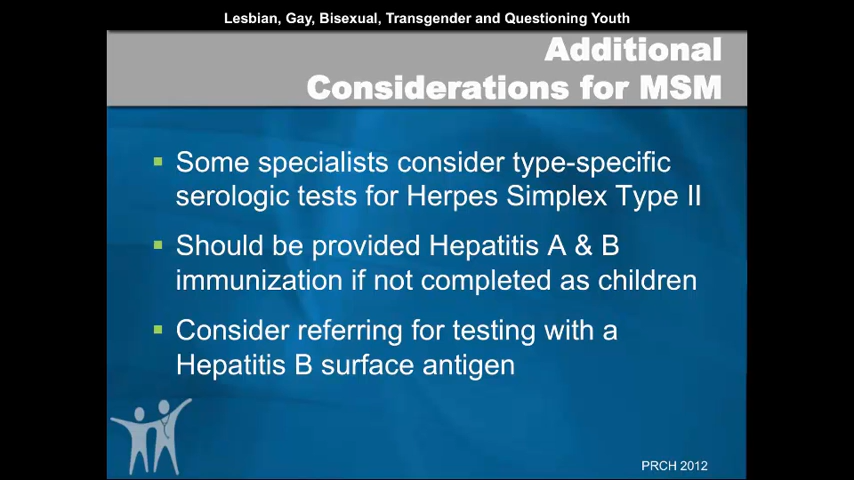 Lesbian, Gay, Bisexual, Transgender and Questioning Youth
Additional
Considerations for MSM
Some specialists consider type-specific
serologic tests for Herpes Simplex Type II
Should be provided Hepatitis A & B
immunization if not completed as children
Consider referring for testing with a
Hepatitis B surface antigen
PRCH 2012